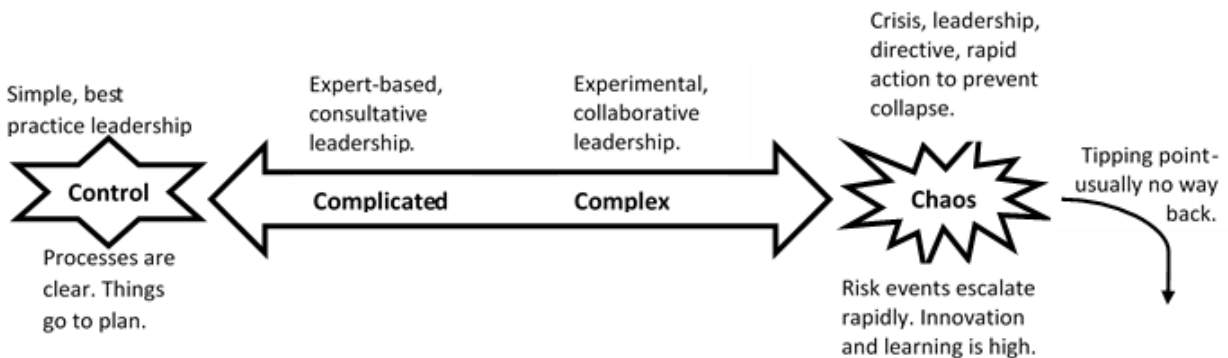 Simple, best
practice leadership
Control
Processes are
clear. Things
go to plan.
Expert-based,
consultative
leadership.
Complicated
Experimental,
collaborative
leadership.
Complex
Crisis, leadership,
directive, rapid
action to prevent
collapse.
Chaos
Risk events escalate
rapidly. Innovation
and learning is high.
Tipping point-
usually no way
back.